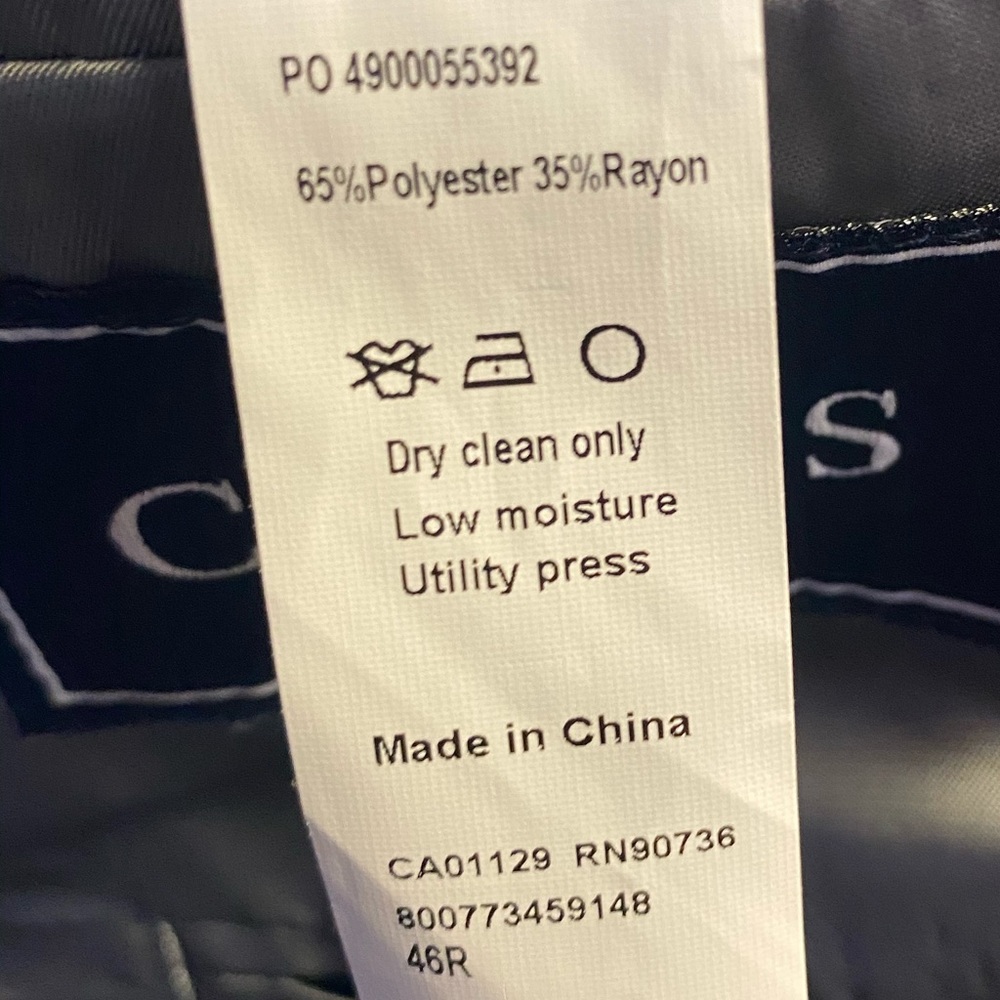 PO 4900055392
65%Polyester 35%Rayon
Dry clean only
C
S
Low moisture
Utility press
Made in China
CA01129 RN90736
800773459148
46R